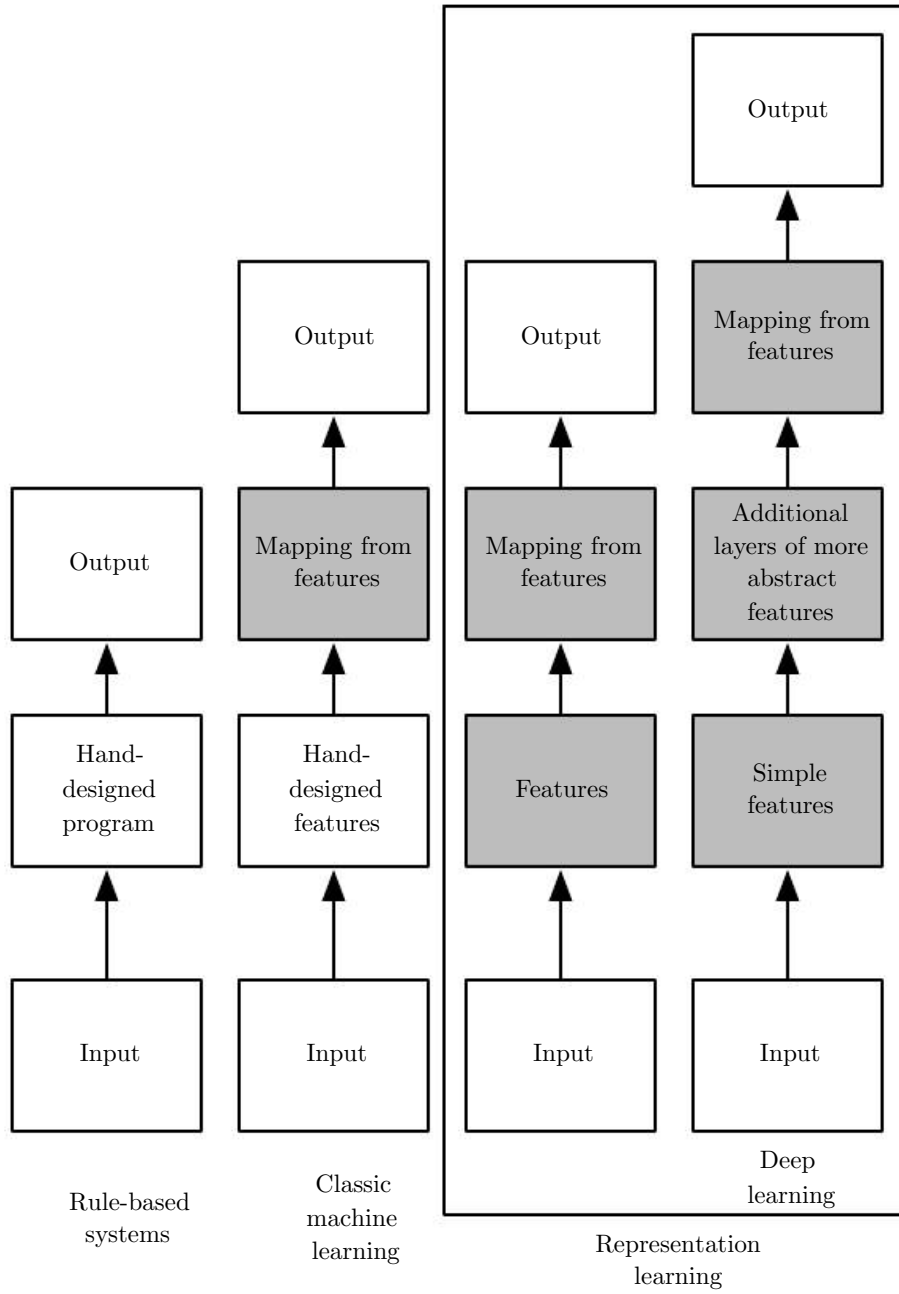 Output
Output
Output
Mapping from
features
Output
Mapping from
features
Mapping from
features
Additional
layers of more
abstract
features
Hand-
designed
program
Hand-
designed
features
Features
Simple
features
Input
Input
Input
Input
Rule-based
systems
Classic
machine
learning
Deep
learning
Representation
learning